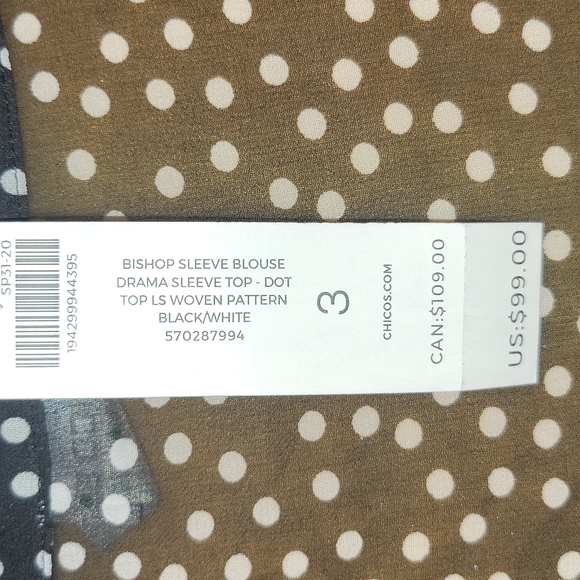 SP31-20
194299944395
BISHOP SLEEVE BLOUSE
DRAMA SLEEVE TOP - DOT
TOP LS WOVEN PATTERN
BLACK/WHITE
570287994
3
CHICOS.COM
CAN:$109.00
US:$99.00